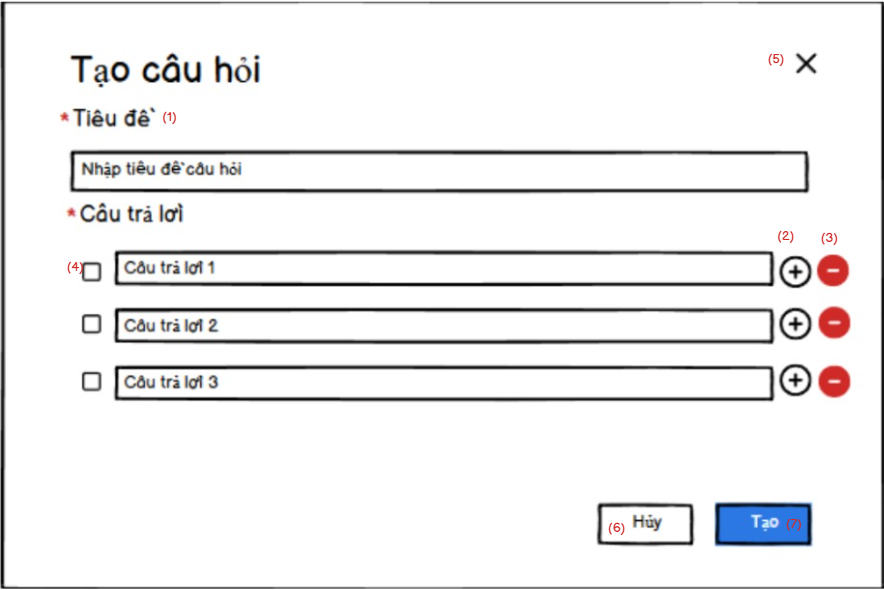 Tạo câu hỏi
(5)
* Tiêu đề (1)
Nhập tiêu đề câu hỏi
* Câu trả lời
(2) (3)
(4) Câu trả lời 1
Câu trả lời 2
Câu trả lời 3
(6) Hủy
Tạo (7)